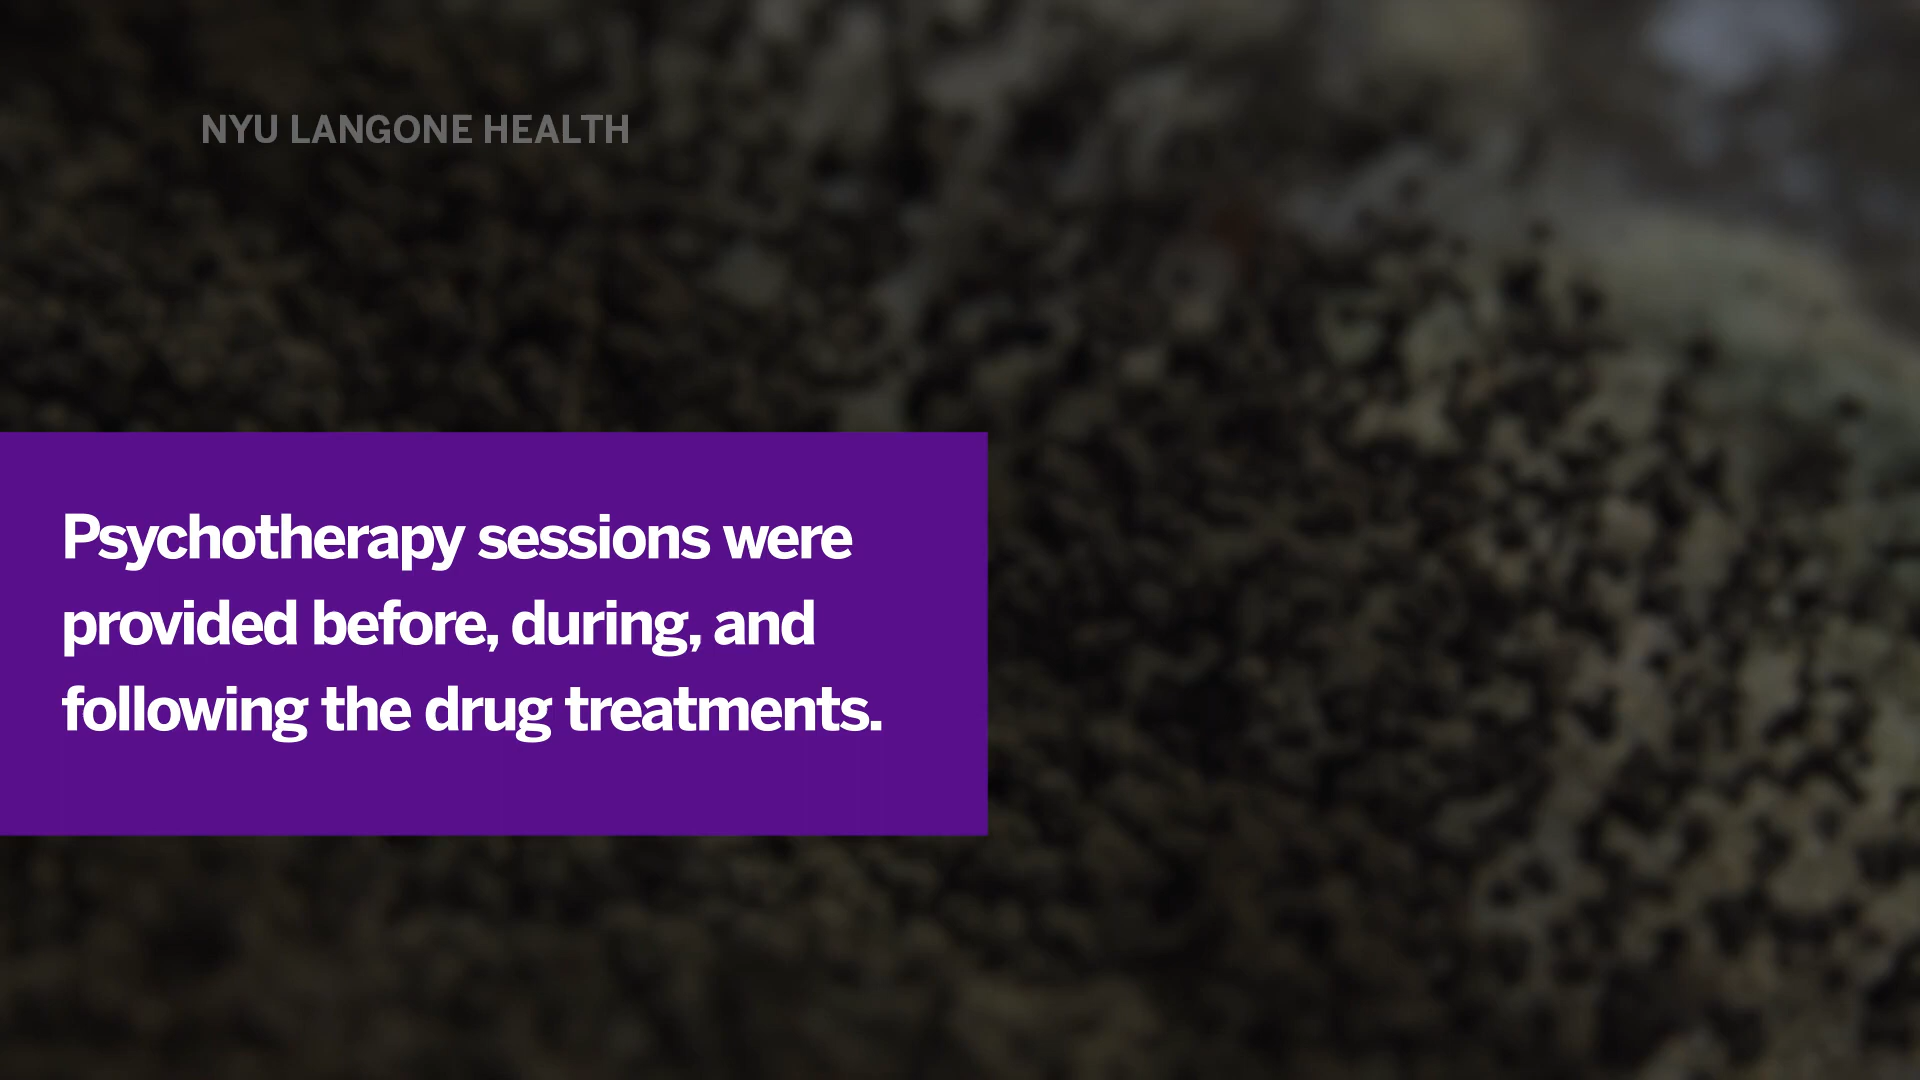 NYU LANGONE HEALTH
Psychotherapy sessions were
provided before, during, and
following the drug treatments.